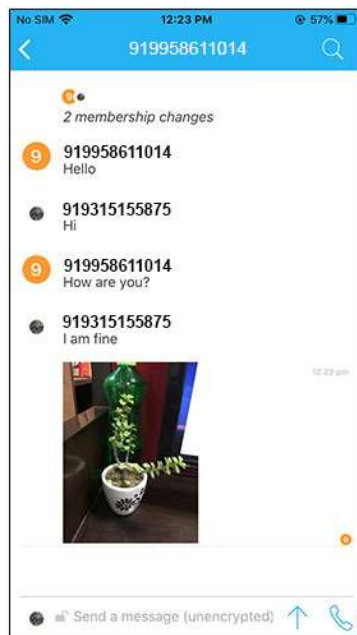 No SIM 12:23 PM 57%
919958611014
2 membership changes
9 919958611014
Hello
919315155875
Hi
9 919958611014
How are you?
919315155875
I am fine
12:23 pm
9
Send a message (unencrypted)